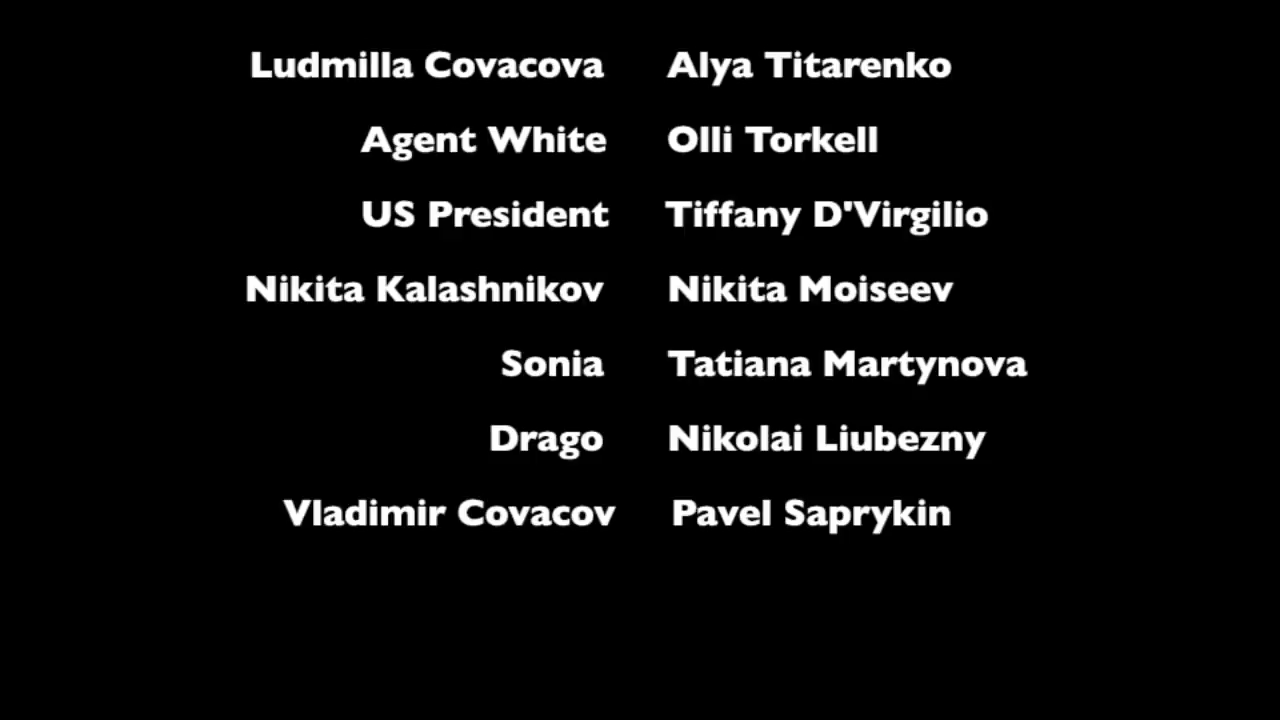 Ludmilla Covacova Alya Titarenko
Agent White Olli Torkell
US President Tiffany D'Virgilio
Nikita Kalashnikov Nikita Moiseev
Sonia Tatiana Martynova
Drago Nikolai Liubezny
Vladimir Covacov Pavel Saprykin